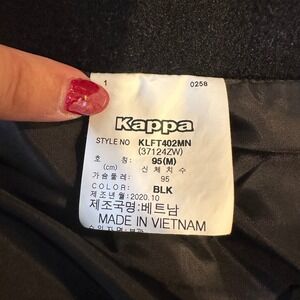 1 0258
Kappa
STYLE NO KLFT402MN
(37124ZW)
호 칭: 95(M)
(cm) 신체치수
가슴둘레: 95
COLOR: BLK
제조년월: 2020.10
제조국명:베트남
MADE IN VIETNAM